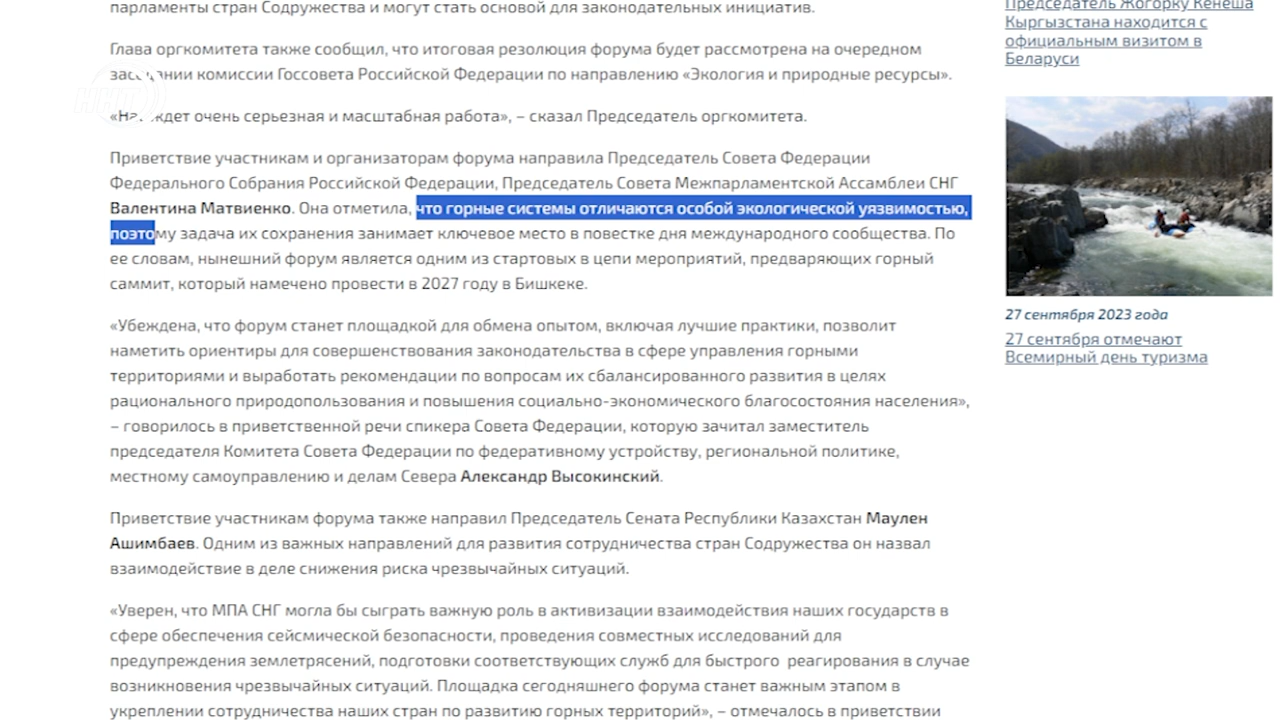 парламенты стран Содружества и могут стать основой для законодательных инициатив.
Глава оргкомитета также сообщил, что итоговая резолюция форума будет рассмотрена на очередном
заседании комиссии Госсовета Российской Федерации по направлению «Экология и природные ресурсы».
ННТ
«Нас ждет очень серьезная и масштабная работа», – сказал Председатель оргкомитета.
Приветствие участникам и организаторам форума направила Председатель Совета Федерации
Федерального Собрания Российской Федерации, Председатель Совета Межпарламентской Ассамблеи СНГ
Валентина Матвиенко. Она отметила, что горные системы отличаются особой экологической уязвимостью,
поэтому задача их сохранения занимает ключевое место в повестке дня международного сообщества. По
ее словам, нынешний форум является одним из стартовых в цепи мероприятий, предваряющих горный
саммит, который намечено провести в 2027 году в Бишкеке.
«Убеждена, что форум станет площадкой для обмена опытом, включая лучшие практики, позволит
наметить ориентиры для совершенствования законодательства в сфере управления горными
территориями и выработать рекомендации по вопросам их сбалансированного развития в целях
рационального природопользования и повышения социально-экономического благосостояния населения»,
– говорилось в приветственной речи спикера Совета Федерации, которую зачитал заместитель
председателя Комитета Совета Федерации по федеративному устройству, региональной политике,
местному самоуправлению и делам Севера Александр Высокинский.
Приветствие участникам форума также направил Председатель Сената Республики Казахстан Маулен
Ашимбаев. Одним из важных направлений для развития сотрудничества стран Содружества он назвал
взаимодействие в деле снижения риска чрезвычайных ситуаций.
«Уверен, что МПА СНГ могла бы сыграть важную роль в активизации взаимодействия наших государств в
сфере обеспечения сейсмической безопасности, проведения совместных исследований для
предупреждения землетрясений, подготовки соответствующих служб для быстрого реагирования в случае
возникновения чрезвычайных ситуаций. Площадка сегодняшнего форума станет важным этапом в
укреплении сотрудничества наших стран по развитию горных территорий», – отмечалось в приветствии
Председатель Жогорку Кенеша
Кыргызстана находится с
официальным визитом в
Беларуси
27 сентября 2023 года
27 сентября отмечают
Всемирный день туризма